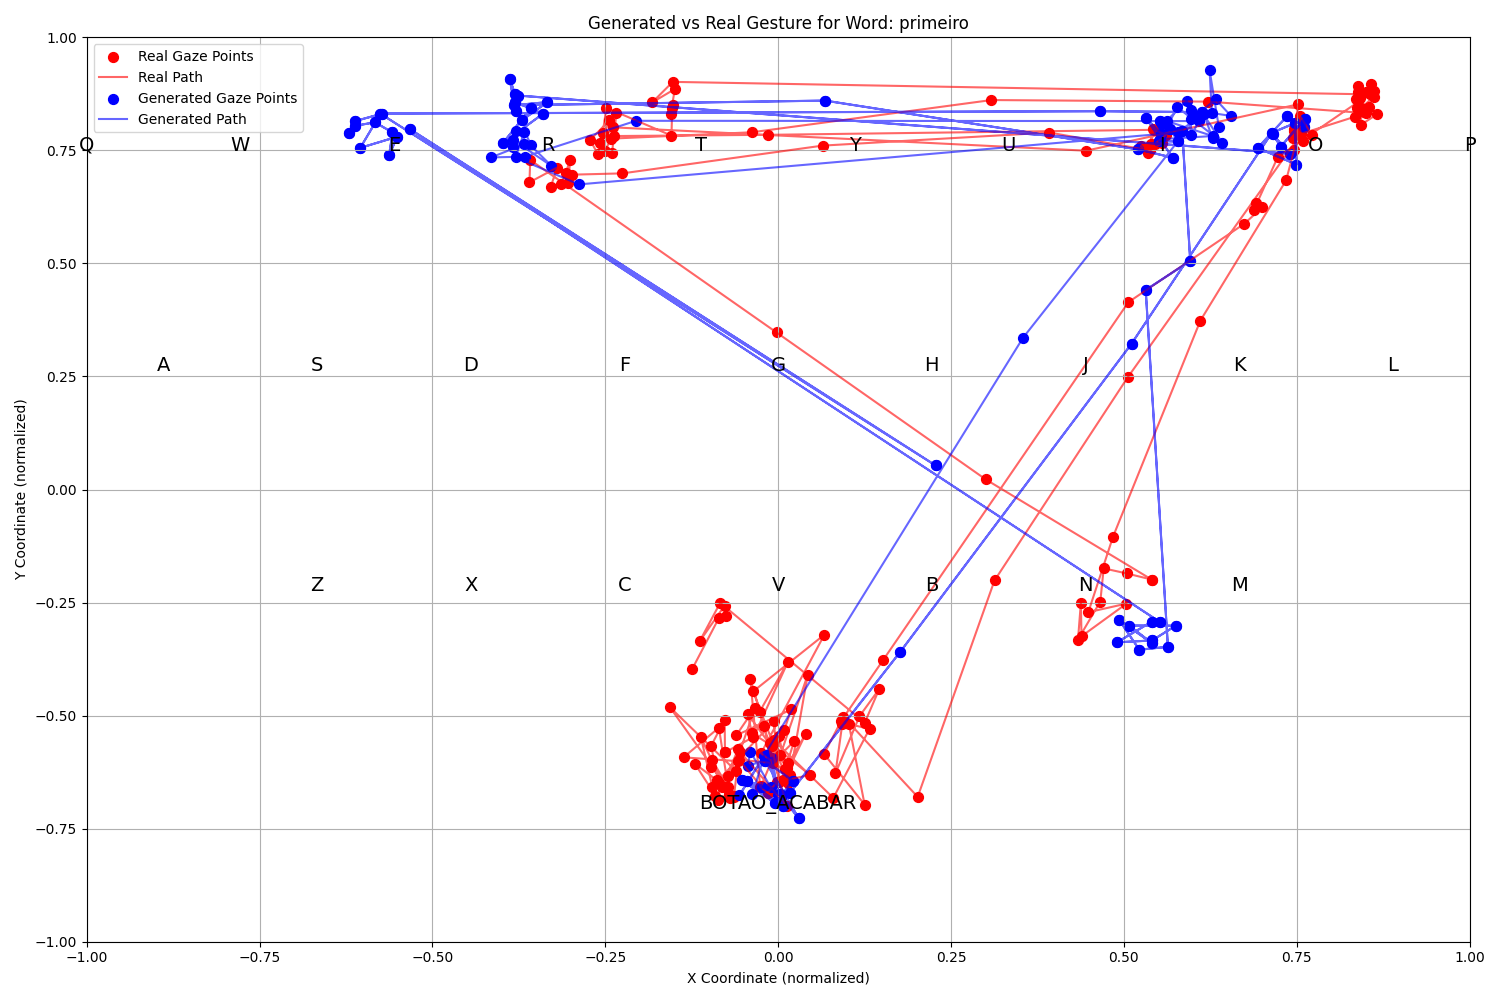 Generated vs Real Gesture for Word: primeiro
1.00
Real Gaze Points
Real Path
Generated Gaze Points
Generated Path
0.75
Q W E R T Y U I O P
0.50
A S D F G H J K L
0.25
0.00
Y Coordinate (normalized)
−0.25
Z X C V B N M
−0.50
−0.75
BOTAO_ACABAR
−1.00
−1.00 −0.75 −0.50 −0.25 0.00 0.25 0.50 0.75 1.00
X Coordinate (normalized)